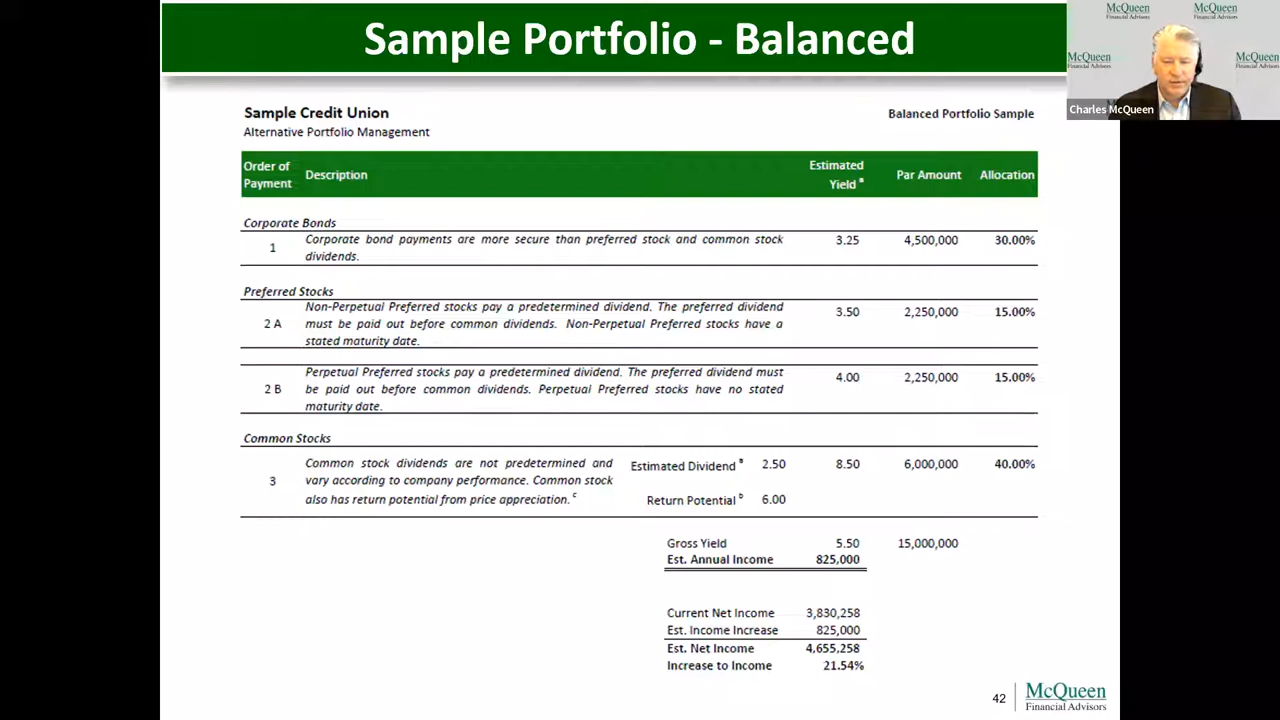 Sample Portfolio - Balanced
McQueen
Financial Advisors
McQueen
Financial Advisors
McQueen
Financial Advisors
McQueen
Financial Advisors
Charles McQueen
Sample Credit Union
Balanced Portfolio Sample
Alternative Portfolio Management
Order of
Payment
Description
Estimated
Yield a
Par Amount
Allocation
Corporate Bonds
1
Corporate bond payments are more secure than preferred stock and common stock
dividends.
3.25
4,500,000
30.00%
Preferred Stocks
2 A
Non-Perpetual Preferred stocks pay a predetermined dividend. The preferred dividend
must be paid out before common dividends. Non-Perpetual Preferred stocks have a
stated maturity date.
3.50
2,250,000
15.00%
2 B
Perpetual Preferred stocks pay a predetermined dividend. The preferred dividend must
be paid out before common dividends. Perpetual Preferred stocks have no stated
maturity date.
4.00
2,250,000
15.00%
Common Stocks
3
Common stock dividends are not predetermined and
vary according to company performance. Common stock
also has return potential from price appreciation. c
Estimated Dividend a 2.50
Return Potential b 6.00
8.50
6,000,000
40.00%
Gross Yield 5.50 15,000,000
Est. Annual Income 825,000
Current Net Income 3,830,258
Est. Income Increase 825,000
Est. Net Income 4,655,258
Increase to Income 21.54%
42
McQueen
Financial Advisors